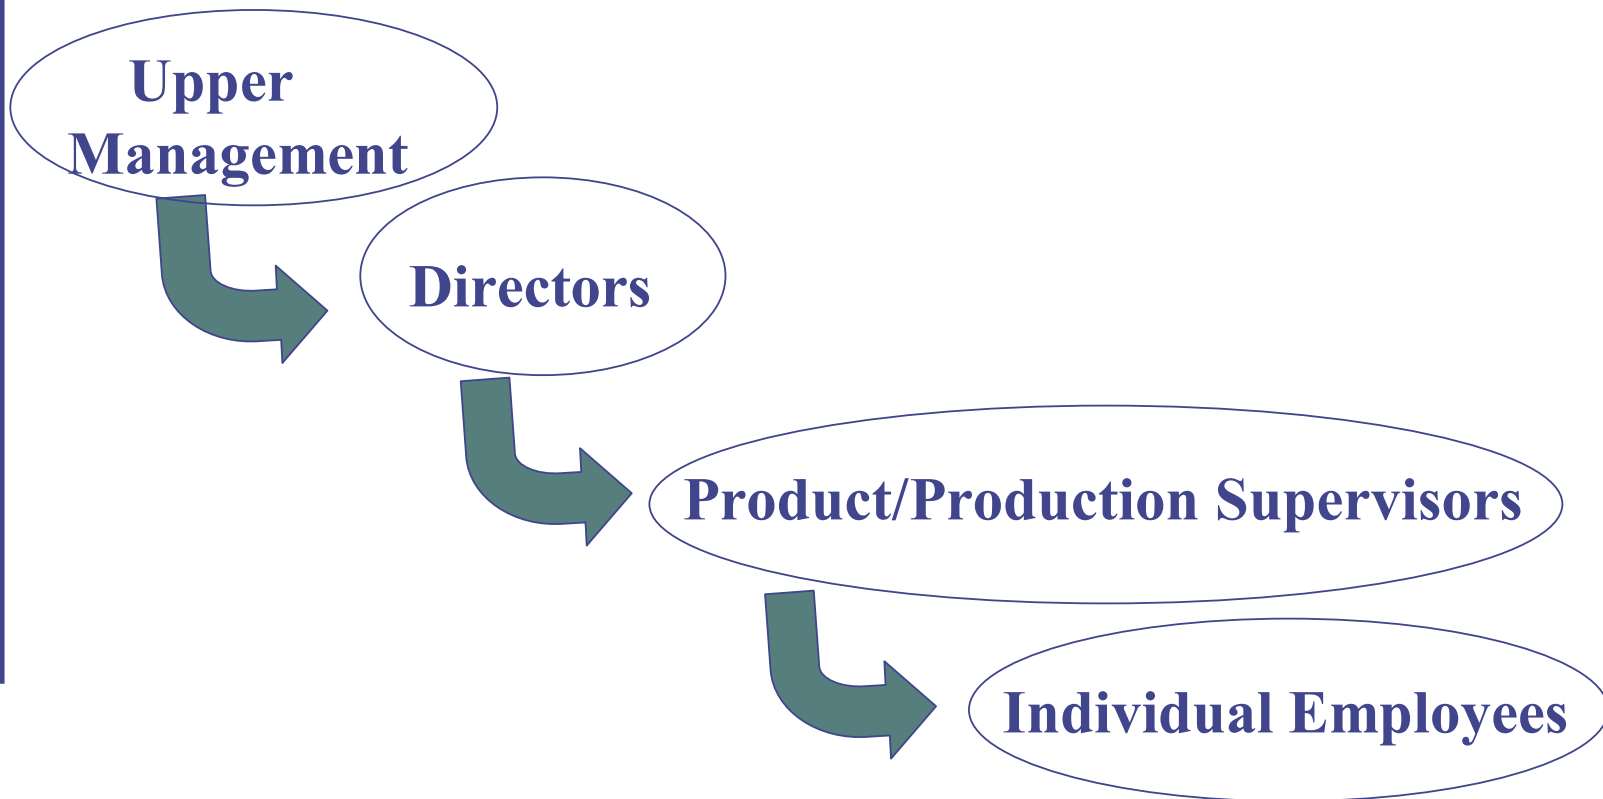 Upper
Management
Directors
Product/Production Supervisors
Individual Employees